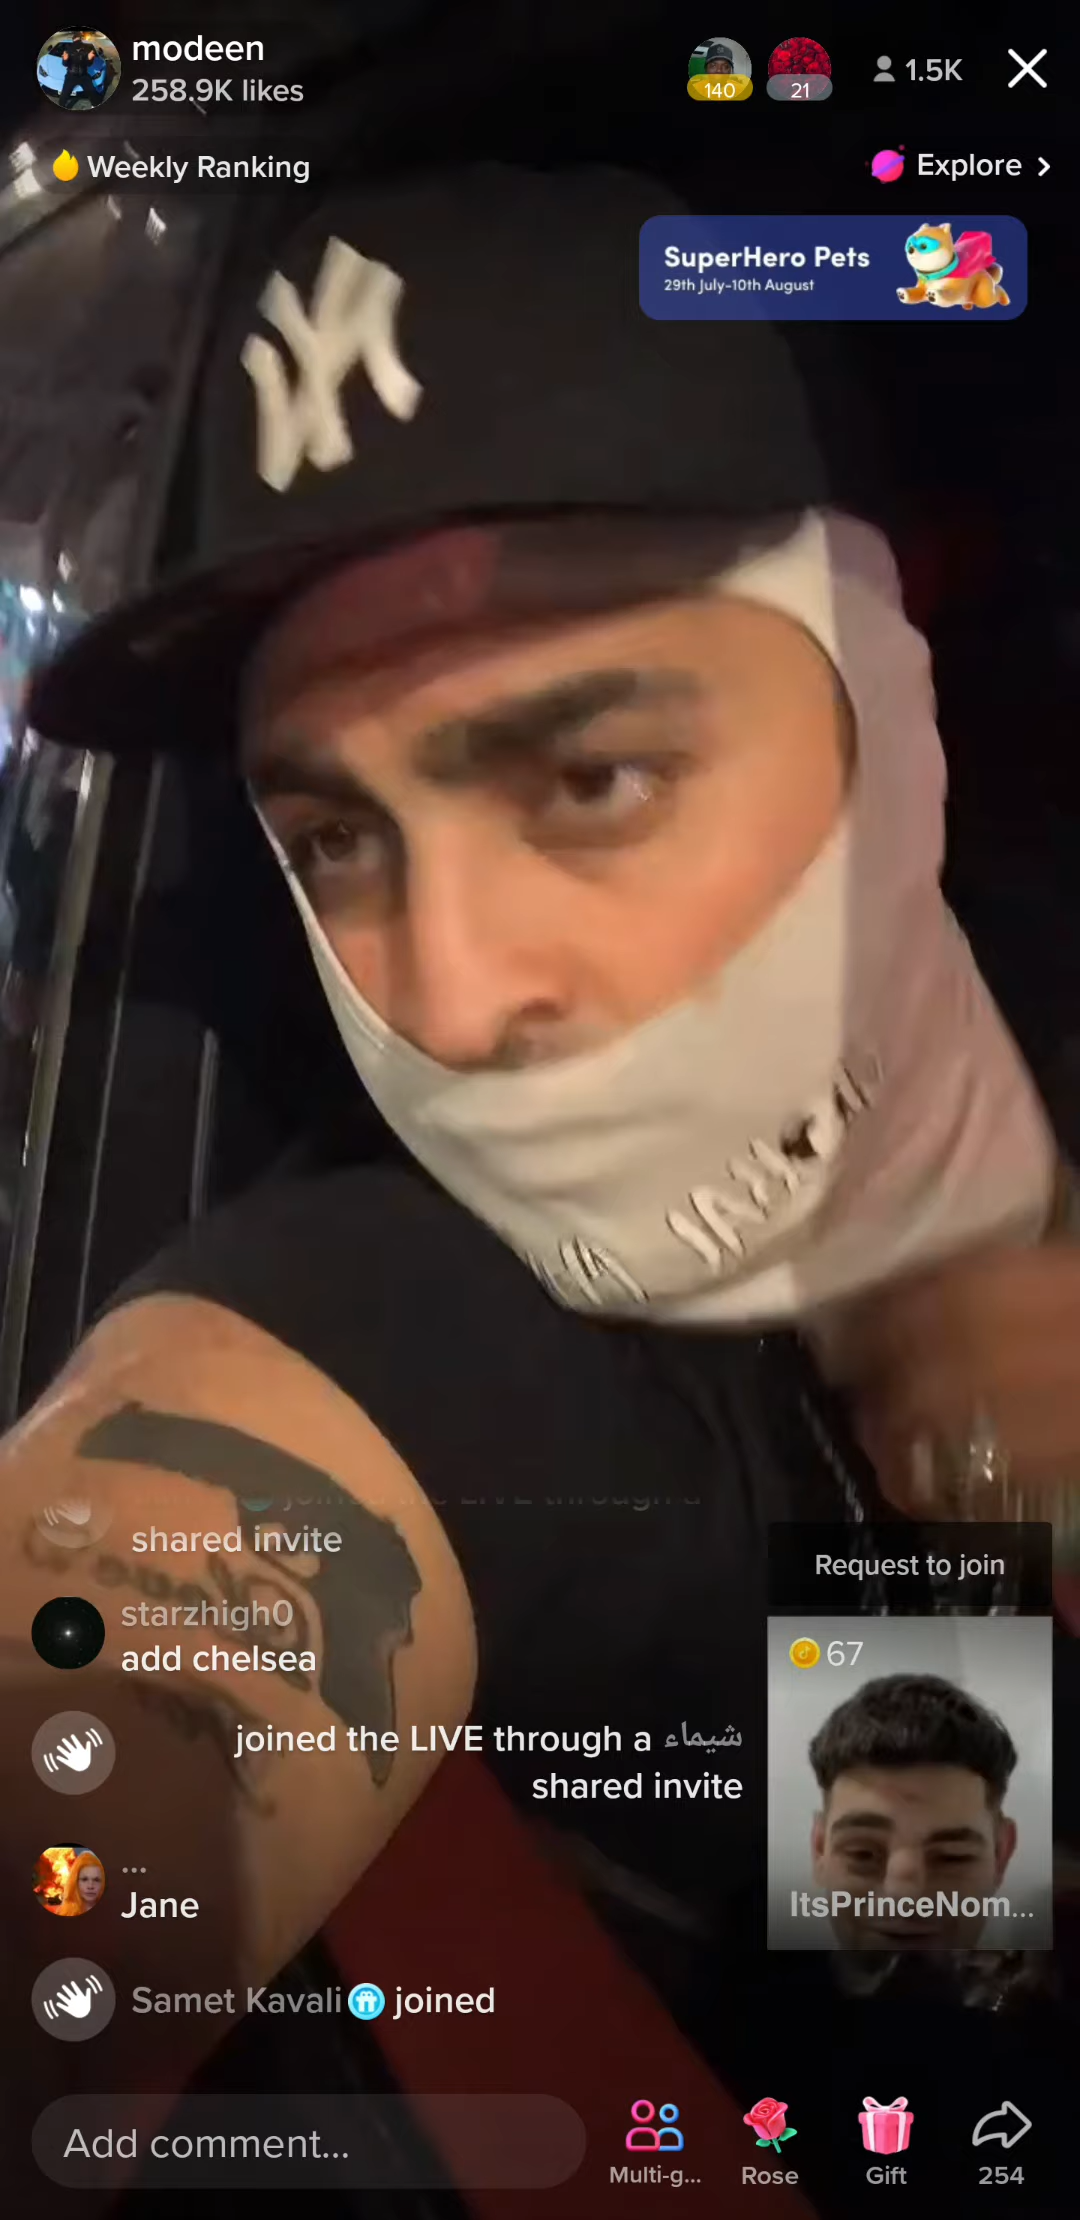 modeen
258.9K likes
140
21
1.5K
Weekly Ranking
Explore
SuperHero Pets
29th July-10th August
NY
shared invite
Request to join
starzhigh0
add chelsea
67
joined the LIVE through a شيماء
shared invite
...
Jane
ItsPrinceNom...
Samet Kavali joined
Add comment...
Multi-g...
Rose
Gift
254